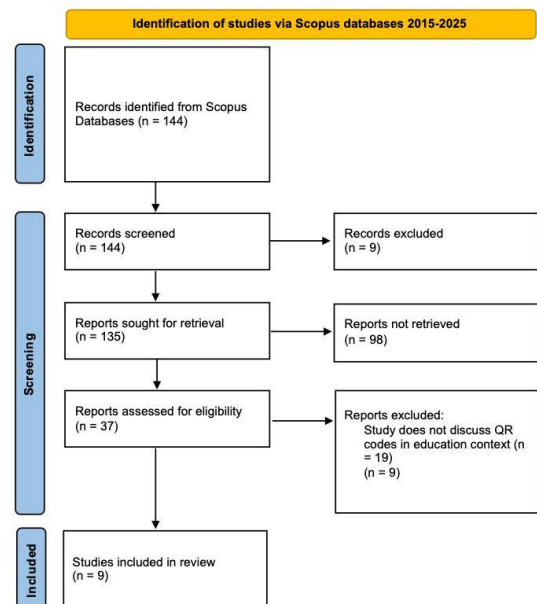 Identification of studies via Scopus databases 2015-2025
Identification
Records identified from Scopus
Databases (n = 144)
Screening
Records screened
(n = 144)
Records excluded
(n = 9)
Reports sought for retrieval
(n = 135)
Reports not retrieved
(n = 98)
Reports assessed for eligibility
(n = 37)
Reports excluded:
Study does not discuss QR
codes in education context (n
= 19)
(n = 9)
Included
Studies included in review
(n = 9)